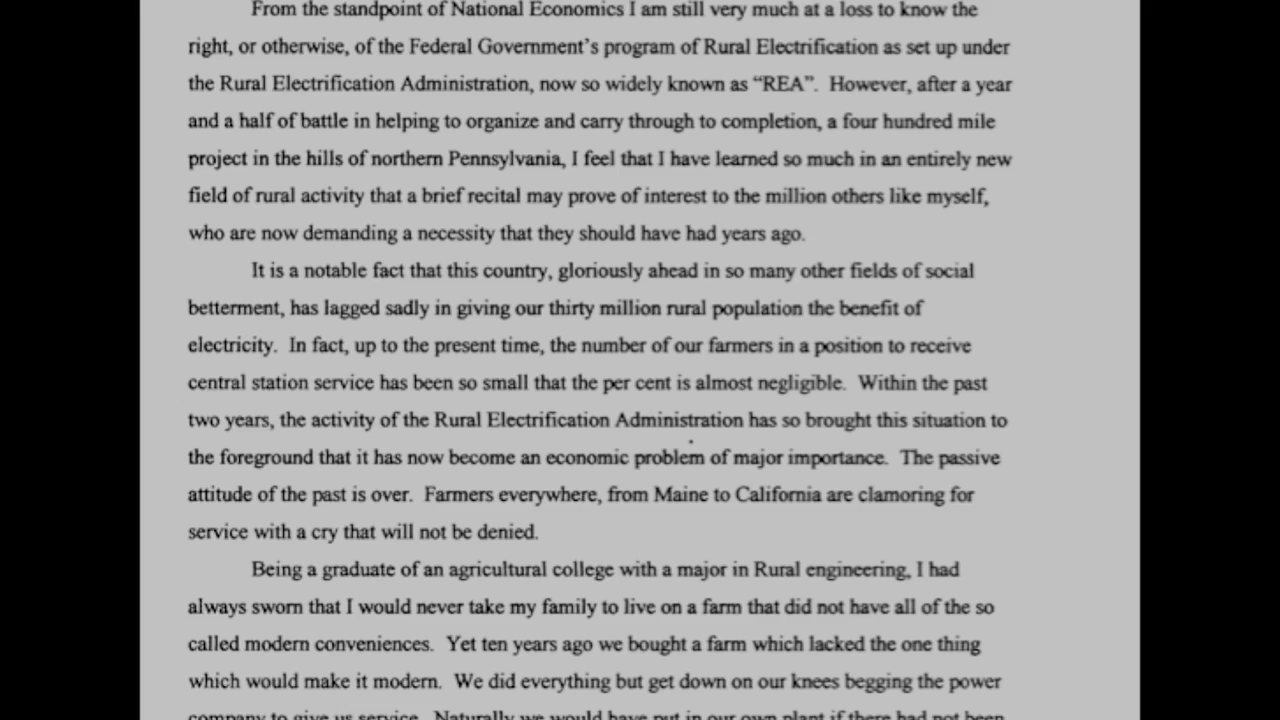 From the standpoint of National Economics I am still very much at a loss to know the
right, or otherwise, of the Federal Government’s program of Rural Electrification as set up under
the Rural Electrification Administration, now so widely known as “REA”.  However, after a year
and a half of battle in helping to organize and carry through to completion, a four hundred mile
project in the hills of northern Pennsylvania, I feel that I have learned so much in an entirely new
field of rural activity that a brief recital may prove of interest to the million others like myself,
who are now demanding a necessity that they should have had years ago.
It is a notable fact that this country, gloriously ahead in so many other fields of social
betterment, has lagged sadly in giving our thirty million rural population the benefit of
electricity.  In fact, up to the present time, the number of our farmers in a position to receive
central station service has been so small that the per cent is almost negligible.  Within the past
two years, the activity of the Rural Electrification Administration has so brought this situation to
the foreground that it has now become an economic problem of major importance.  The passive
attitude of the past is over.  Farmers everywhere, from Maine to California are clamoring for
service with a cry that will not be denied.
Being a graduate of an agricultural college with a major in Rural engineering, I had
always sworn that I would never take my family to live on a farm that did not have all of the so
called modern conveniences.  Yet ten years ago we bought a farm which lacked the one thing
which would make it modern.  We did everything but get down on our knees begging the power
company to give us service.  Naturally we would have put in our own plant if there had not been